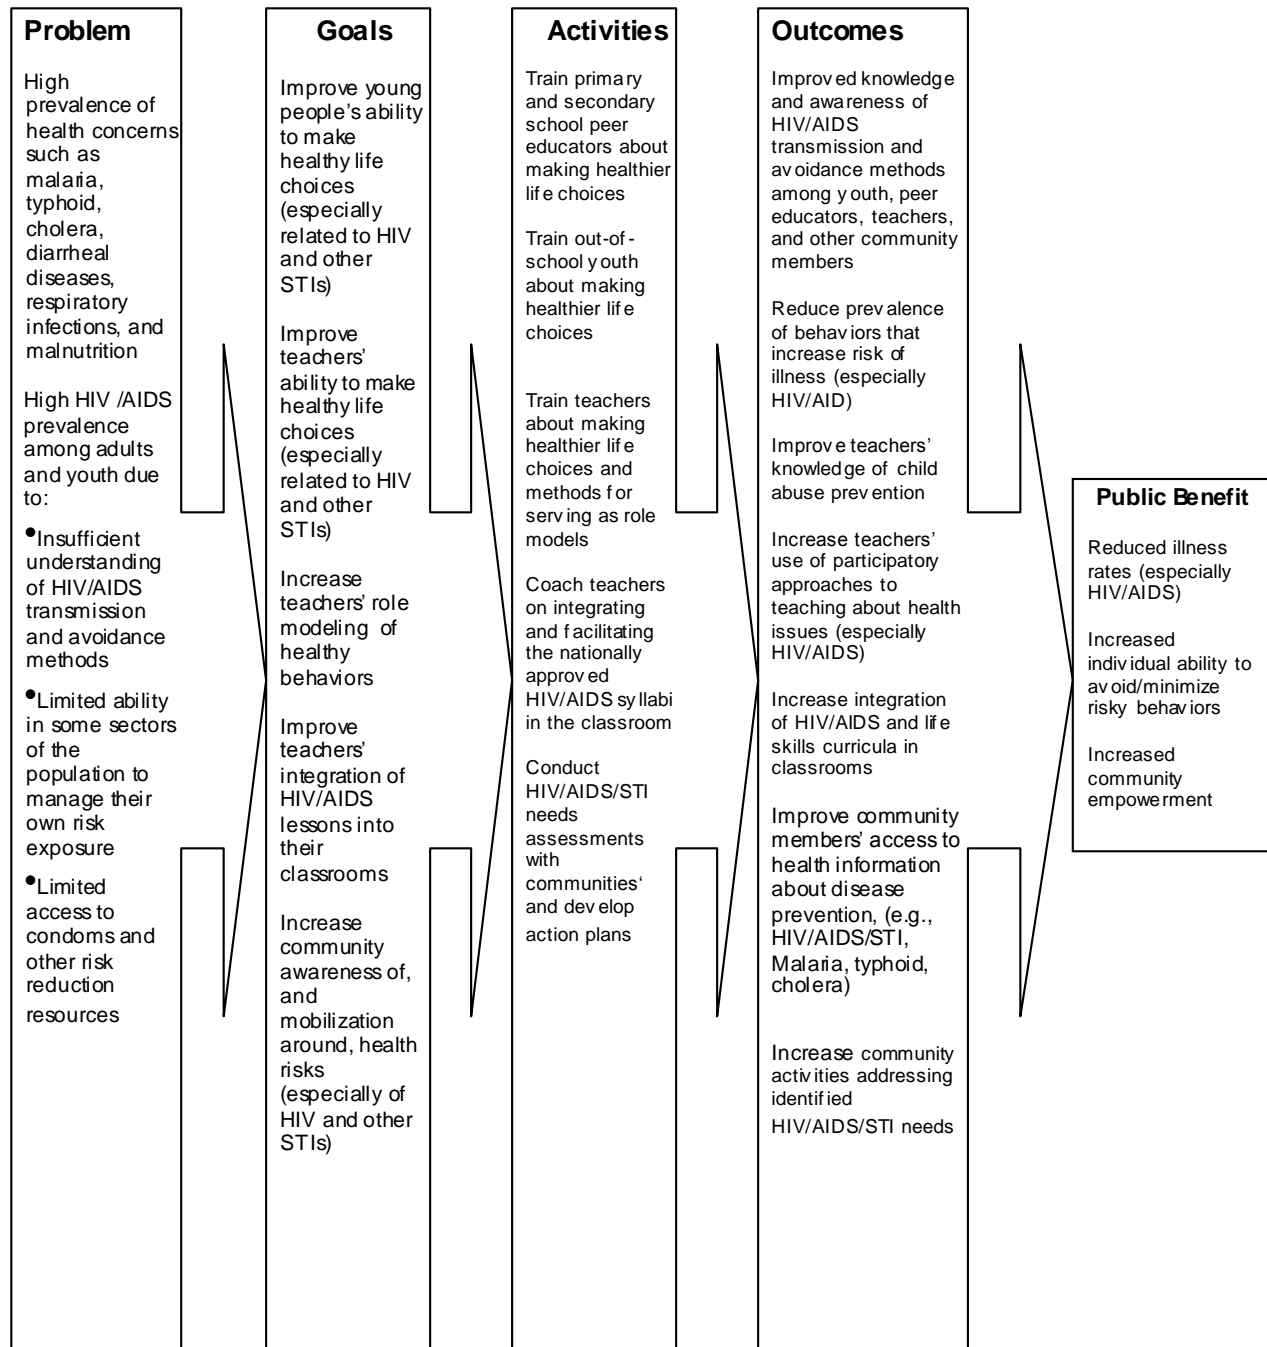 Problem
High
prevalence of
health concerns
such as
malaria,
typhoid,
cholera,
diarrheal
diseases,
respiratory
infections, and
malnutrition
High HIV /AIDS
prevalence
among adults
and youth due
to:
•Insufficient
understanding
of HIV/AIDS
transmission
and avoidance
methods
•Limited ability
in some sectors
of the
population to
manage their
own risk
exposure
•Limited
access to
condoms and
other risk
reduction
resources
Goals
Improve young
people's ability
to make
healthy life
choices
(especially
related to HIV
and other
STIs)
Improve
teachers'
ability to make
healthy life
choices
(especially
related to HIV
and other
STIs)
Increase
teachers' role
modeling of
healthy
behaviors
Improve
teachers'
integration of
HIV/AIDS
lessons into
their
classrooms
Increase
community
awareness of,
and
mobilization
around, health
risks
(especially of
HIV and other
STIs)
Activities
Train primary
and secondary
school peer
educators about
making healthier
life choices
Train out-of-
school youth
about making
healthier life
choices
Train teachers
about making
healthier life
choices and
methods for
serving as role
models
Coach teachers
on integrating
and facilitating
the nationally
approved
HIV/AIDS syllabi
in the classroom
Conduct
HIV/AIDS/STI
needs
assessments
with
communities‘
and develop
action plans
Outcomes
Improved knowledge
and awareness of
HIV/AIDS
transmission and
avoidance methods
among youth, peer
educators, teachers,
and other community
members
Reduce prevalence
of behaviors that
increase risk of
illness (especially
HIV/AID)
Improve teachers'
knowledge of child
abuse prevention
Increase teachers'
use of participatory
approaches to
teaching about health
issues (especially
HIV/AIDS)
Increase integration
of HIV/AIDS and life
skills curricula in
classrooms
Improve community
members' access to
health information
about disease
prevention, (e.g.,
HIV/AIDS/STI,
Malaria, typhoid,
cholera)
Increase community
activities addressing
identified
HIV/AIDS/STI needs
Public Benefit
Reduced illness
rates (especially
HIV/AIDS)
Increased
individual ability to
avoid/minimize
risky behaviors
Increased
community
empowerment